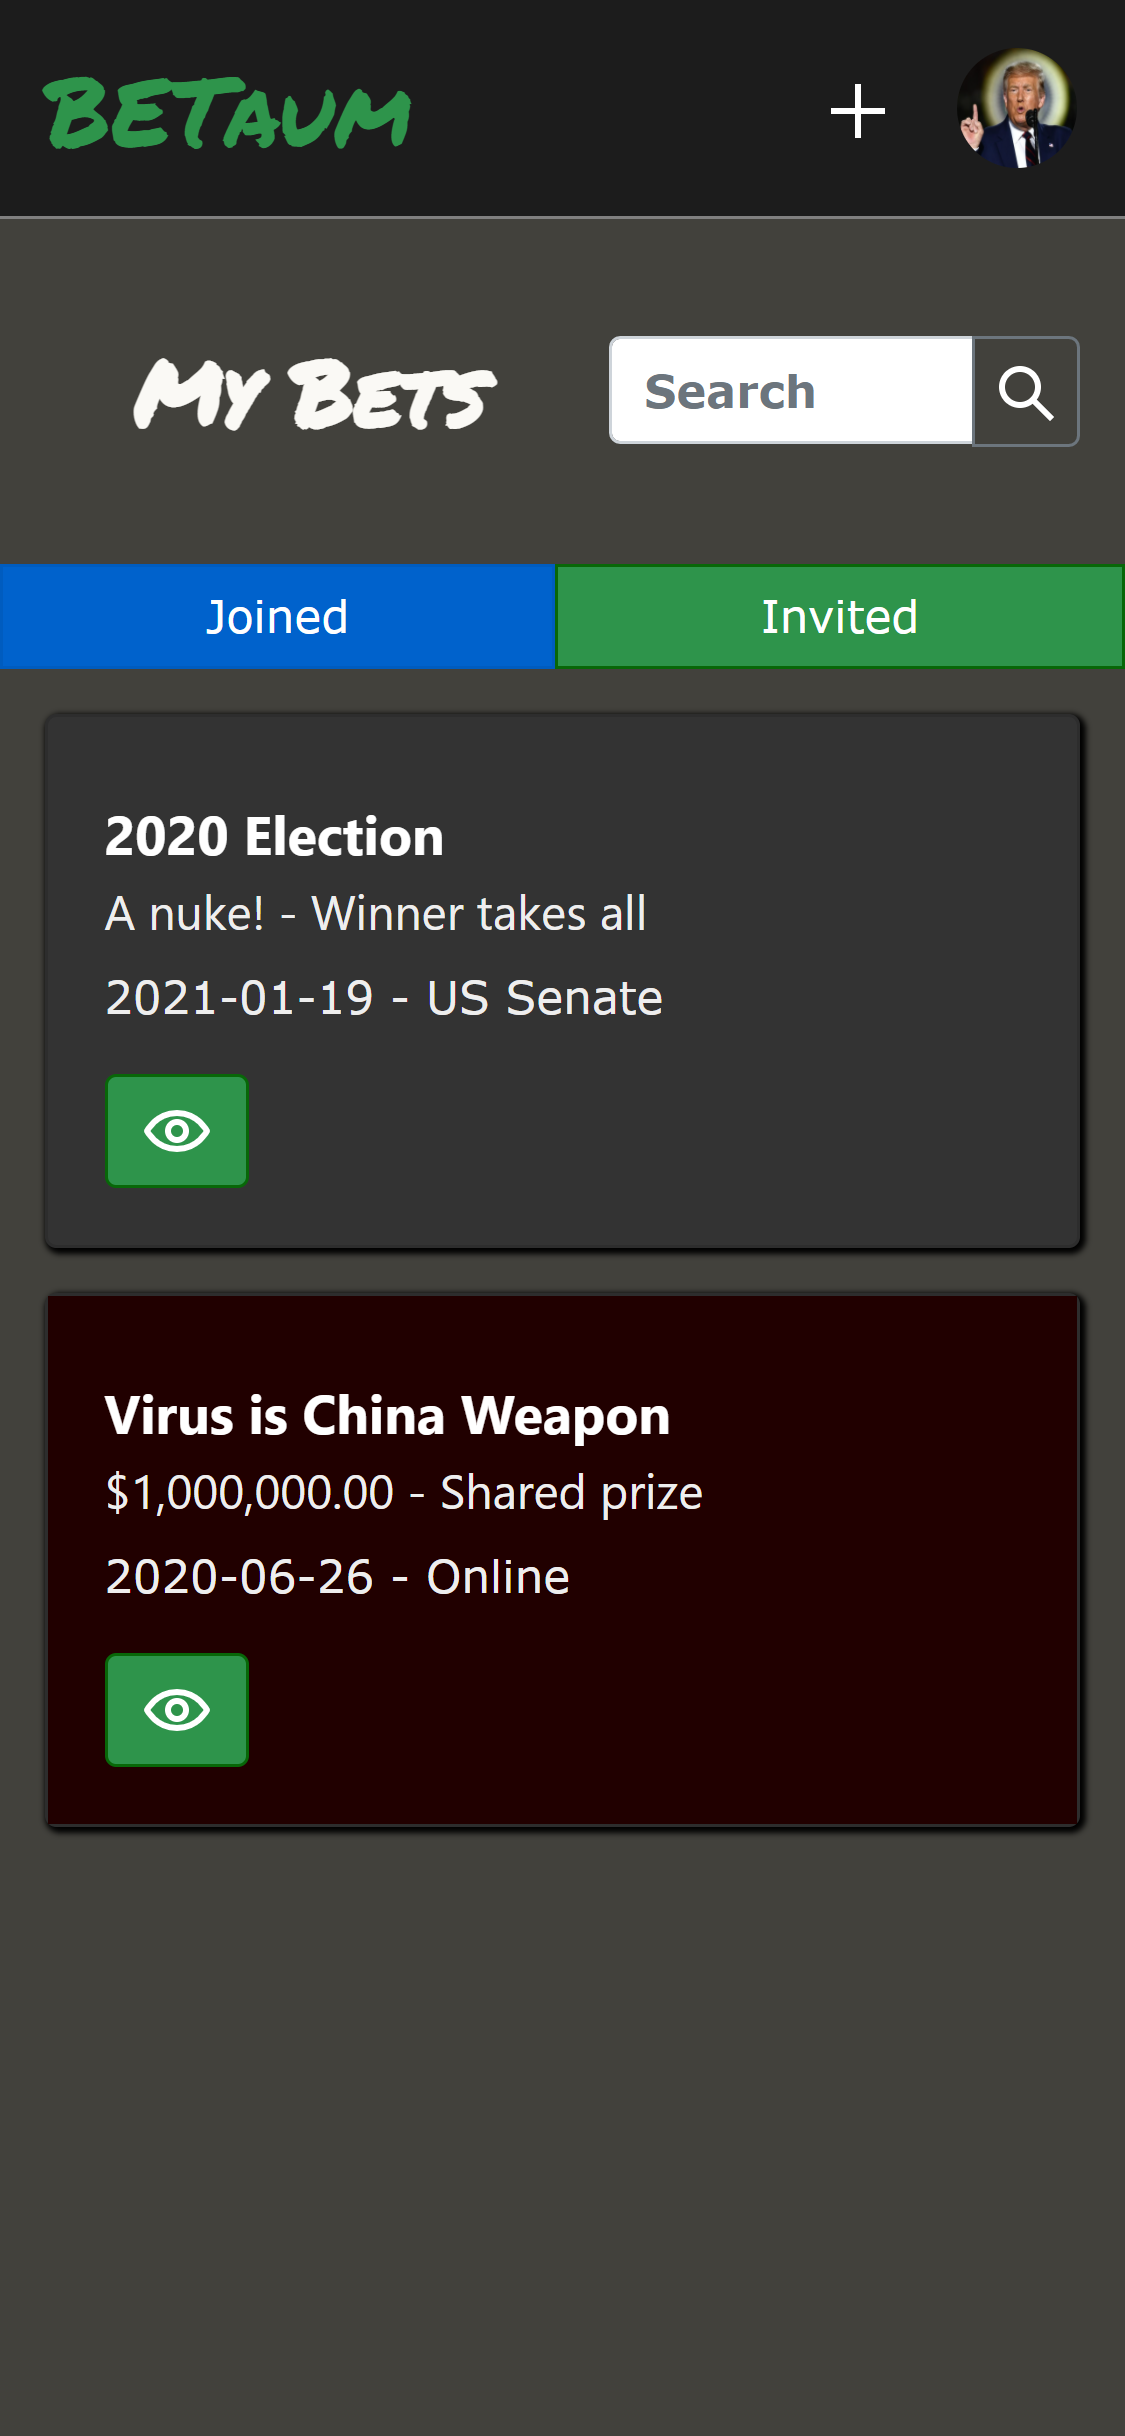 BETAUM
My Bets
Search
Joined
Invited
2020 Election
A nuke! - Winner takes all
2021-01-19 - US Senate
Virus is China Weapon
$1,000,000.00 - Shared prize
2020-06-26 - Online